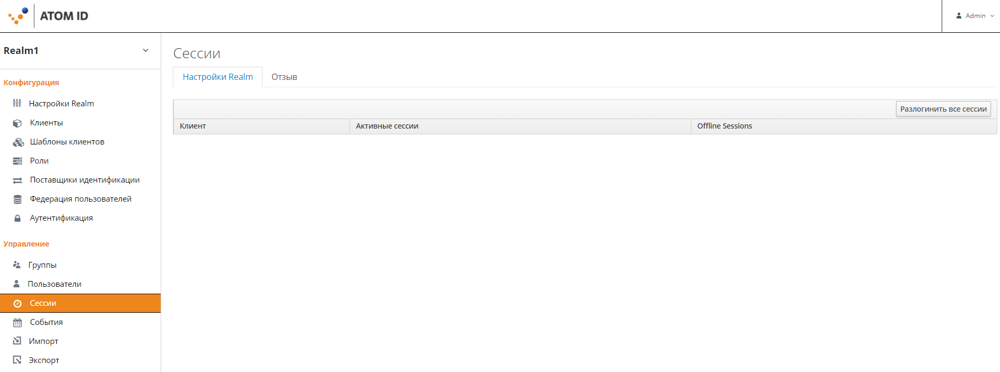 ATOM ID
Admin
Realm1
Конфигурация
Настройки Realm
Клиенты
Шаблоны клиентов
Роли
Поставщики идентификации
Федерация пользователей
Аутентификация
Управление
Группы
Пользователи
Сессии
События
Импорт
Экспорт
Сессии
Настройки Realm Отзыв
Разлогинить все сессии
Клиент Активные сессии Offline Sessions